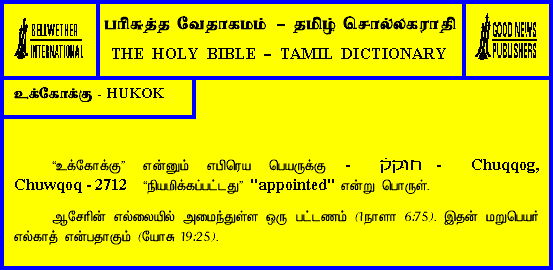 BELLWETHER
INTERNATIONAL
பரிசுத்த வேதாகமம் – தமிழ் சொல்லகராதி
THE HOLY BIBLE – TAMIL DICTIONARY
GOOD NEWS
PUBLISHERS
உக்கோக்கு - HUKOK
“உக்கோக்கு” என்னும் எபிரெய பெயருக்கு - חוּקֹק - Chuqqog,
Chuwqoq - 2712 “நியமிக்கப்பட்டது” "appointed" என்று பொருள்.
ஆசேரின் எல்லையில் அமைந்துள்ள ஒரு பட்டணம் (1நாளா 6:75). இதன் மறுபெயர்
எல்காத் என்பதாகும் (யோசு 19:25).